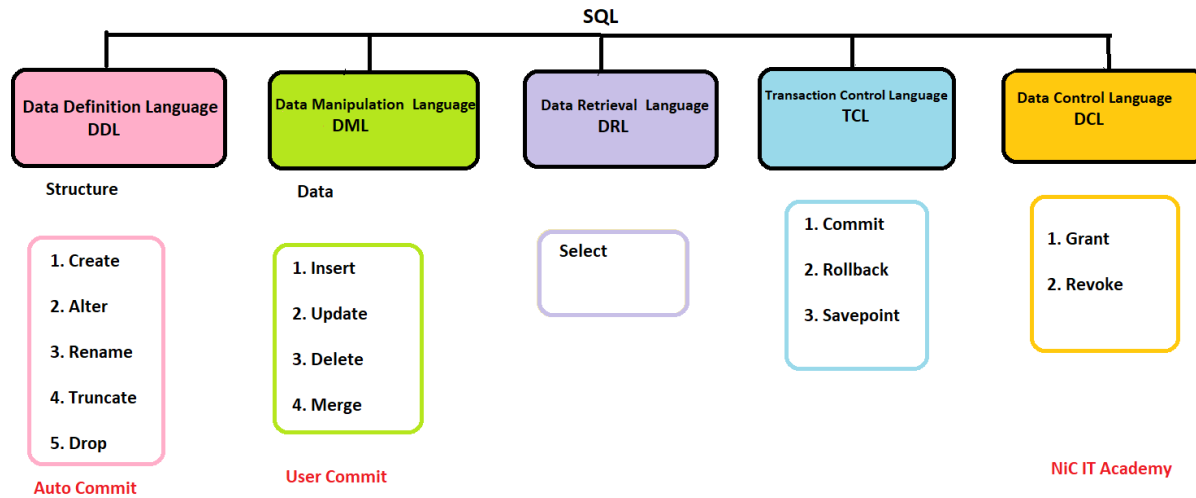 SQL
Data Definition Language
DDL
Structure
1. Create
2. Alter
3. Rename
4. Truncate
5. Drop
Auto Commit
Data Manipulation Language
DML
Data
1. Insert
2. Update
3. Delete
4. Merge
User Commit
Data Retrieval Language
DRL
Select
Transaction Control Language
TCL
1. Commit
2. Rollback
3. Savepoint
Data Control Language
DCL
1. Grant
2. Revoke
NiC IT Academy